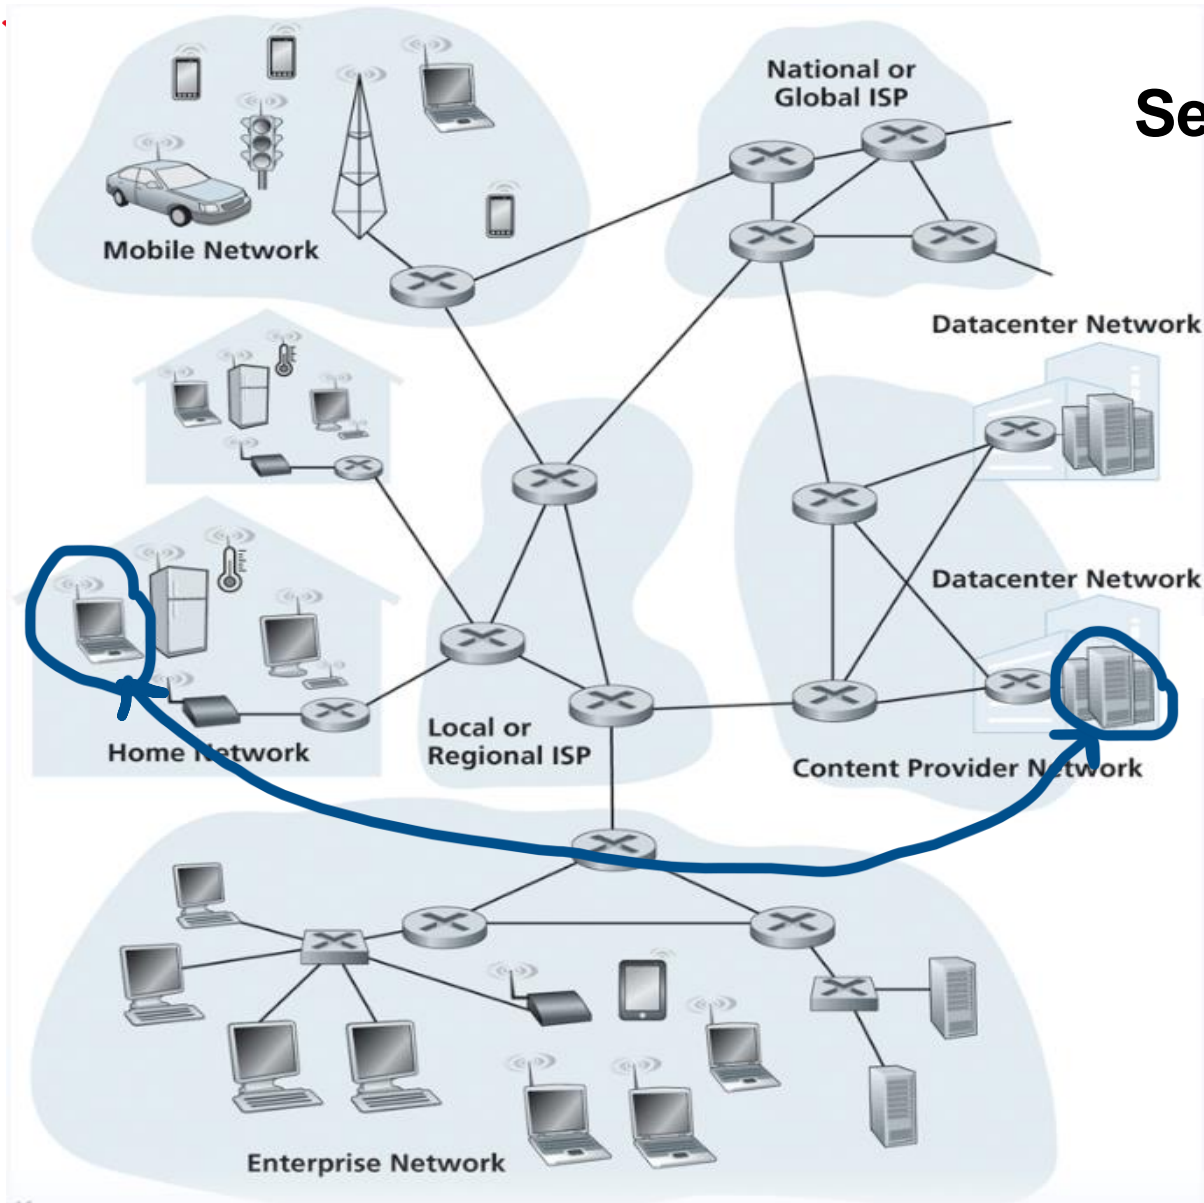 National or
Global ISP
Se
Mobile Network
Datacenter Network
Datacenter Network
Home Network
Local or
Regional ISP
Content Provider Network
Enterprise Network